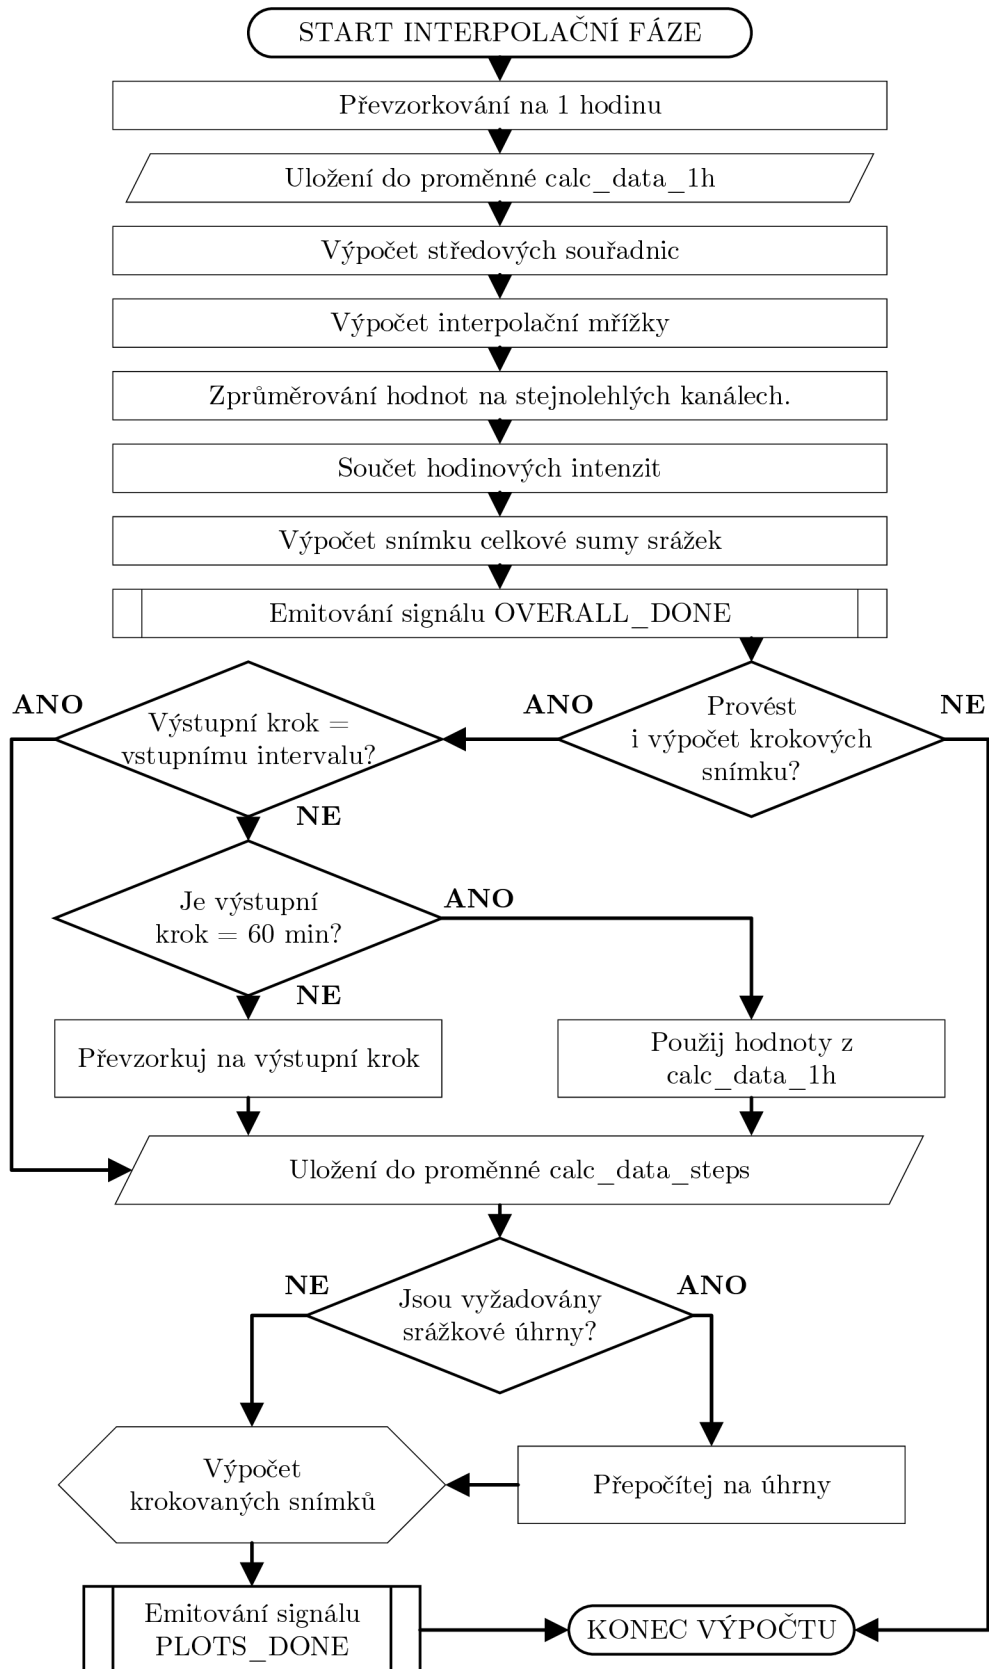 START INTERPOLAČNÍ FÁZE
Převzorkování na 1 hodinu
Uložení do proměnné calc_data_1h
Výpočet středových souřadnic
Výpočet interpolační mřížky
Zprůměrování hodnot na stejnolehlých kanálech.
Součet hodinových intenzit
Výpočet snímku celkové sumy srážek
Emitování signálu OVERALL_DONE
Provést
i výpočet krokových
snímku?
ANO
NE
Výstupní krok =
vstupnímu intervalu?
ANO
NE
Je výstupní
krok = 60 min?
ANO
NE
Převzorkuj na výstupní krok
Použij hodnoty z
calc_data_1h
Uložení do proměnné calc_data_steps
Jsou vyžadovány
srážkové úhrny?
NE
ANO
Výpočet
krokovaných snímků
Přepočítej na úhrny
Emitování signálu
PLOTS_DONE
KONEC VÝPOČTU